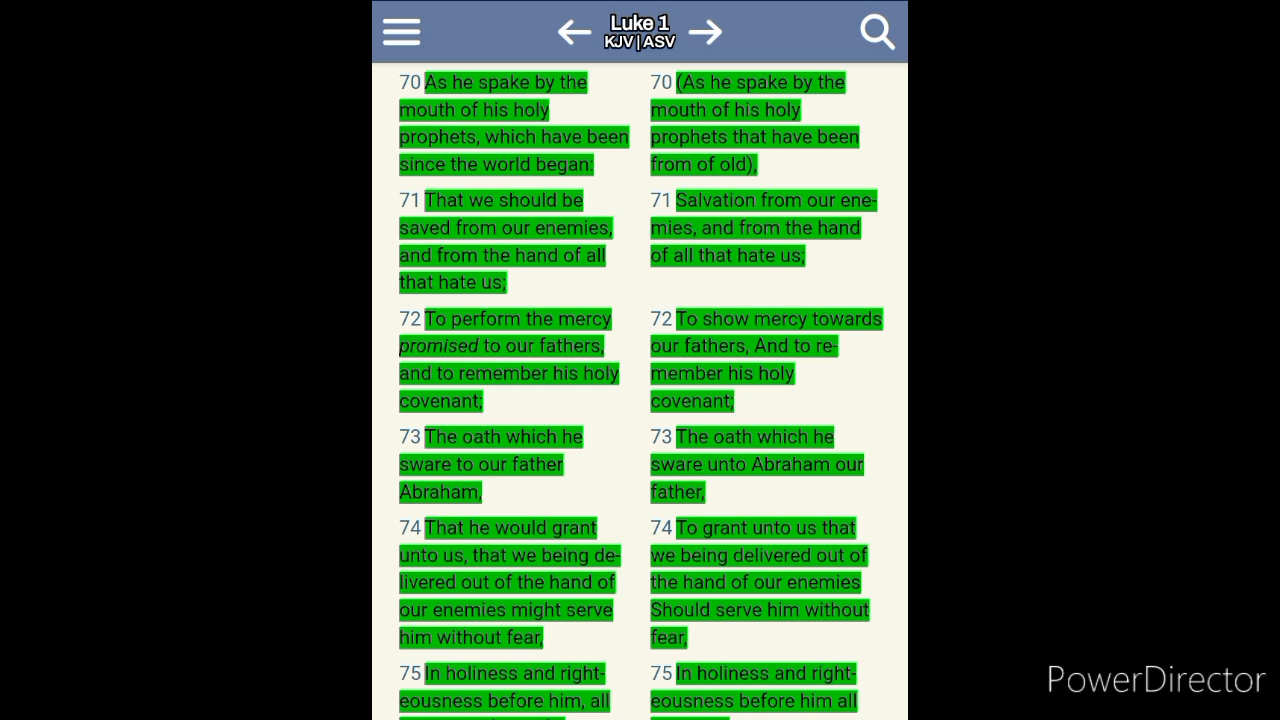 Luke 1
KJV | ASV
70 As he spake by the
mouth of his holy
prophets, which have been
since the world began:
71 That we should be
saved from our enemies,
and from the hand of all
that hate us;
72 To perform the mercy
promised to our fathers,
and to remember his holy
covenant;
73 The oath which he
sware to our father
Abraham,
74 That he would grant
unto us, that we being de-
livered out of the hand of
our enemies might serve
him without fear,
75 In holiness and right-
eousness before him, all
70 (As he spake by the
mouth of his holy
prophets that have been
from of old),
71 Salvation from our ene-
mies, and from the hand
of all that hate us;
72 To show mercy towards
our fathers, And to re-
member his holy
covenant;
73 The oath which he
sware unto Abraham our
father,
74 To grant unto us that
we being delivered out of
the hand of our enemies
Should serve him without
fear,
75 In holiness and right-
eousness before him all
PowerDirector